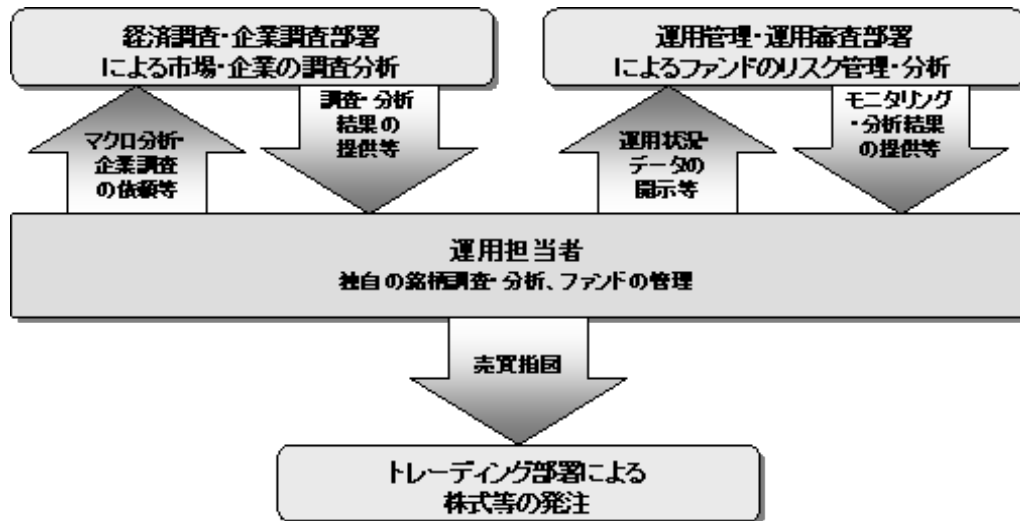 経済調査・企業調査部署
による市場・企業の調査分析
運用管理・運用審査部署
によるファンドのリスク管理・分析
マクロ分析・
企業調査
の依頼等
調査・分析
結果の
提供等
運用状況・
データの
開示等
モニタリング
・分析結果
の提供等
運用担当者
独自の銘柄調査・分析、ファンドの管理
売買指図
トレーディング部署による
株式等の発注